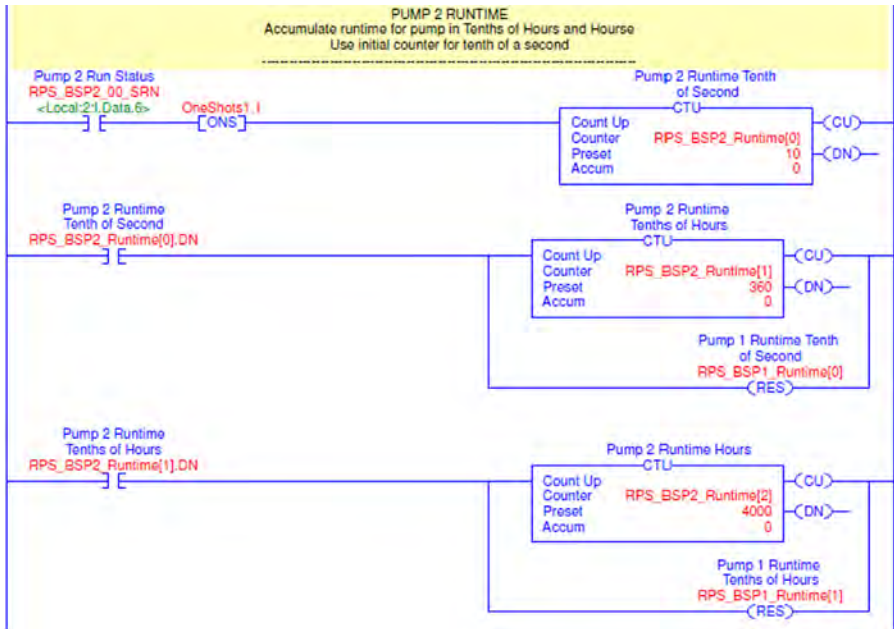 PUMP 2 RUNTIME
Accumulate runtime for pump in Tenths of Hours and Hourse
Use initial counter for tenth of a second
--------------------------------------------------------------------------------
Pump 2 Run Status
RPS_BSP2_00_SRN
<Local:2:I.Data.6>
OneShots1.I
ONS
Pump 2 Runtime Tenth
of Second
CTU
Count Up
Counter RPS_BSP2_Runtime[0]
Preset 10
Accum 0
CU
DN
Pump 2 Runtime
Tenth of Second
RPS_BSP2_Runtime[0].DN
Pump 2 Runtime
Tenths of Hours
CTU
Count Up
Counter RPS_BSP2_Runtime[1]
Preset 360
Accum 0
CU
DN
Pump 1 Runtime Tenth
of Second
RPS_BSP1_Runtime[0]
RES
Pump 2 Runtime
Tenths of Hours
RPS_BSP2_Runtime[1].DN
Pump 2 Runtime Hours
CTU
Count Up
Counter RPS_BSP2_Runtime[2]
Preset 4000
Accum 0
CU
DN
Pump 1 Runtime
Tenths of Hours
RPS_BSP1_Runtime[1]
RES